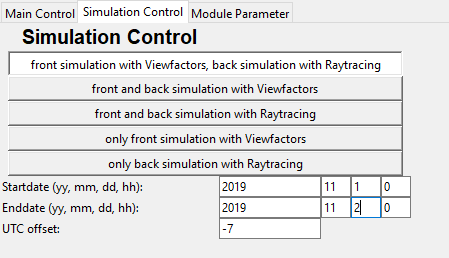 Main Control Simulation Control Module Parameter
Simulation Control
front simulation with Viewfactors, back simulation with Raytracing
front and back simulation with Viewfactors
front and back simulation with Raytracing
only front simulation with Viewfactors
only back simulation with Raytracing
Startdate (yy, mm, dd, hh): 2019 11 1 0
Enddate (yy, mm, dd, hh): 2019 11 2 0
UTC offset: -7